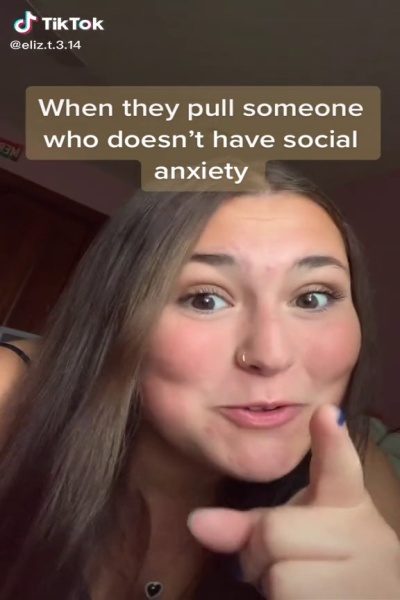 TikTok
@eliz.t.3.14
When they pull someone
who doesn't have social
anxiety